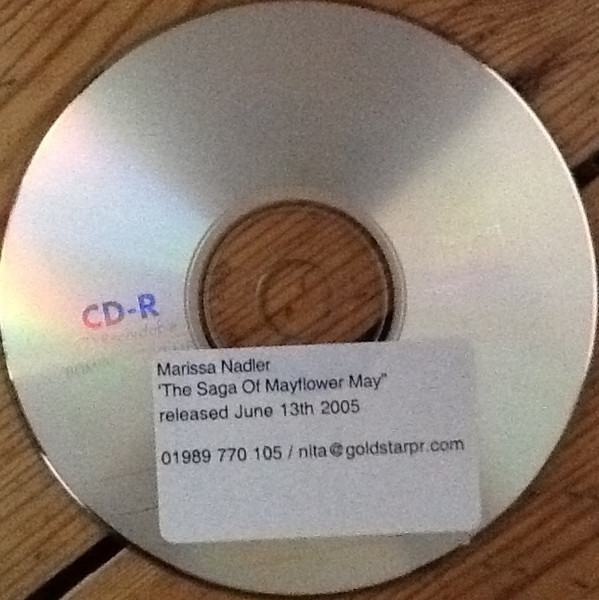 CD-R
Marissa Nadler
'The Saga Of Mayflower May"
released June 13th 2005
01989 770 105 / nita@goldstarpr.com